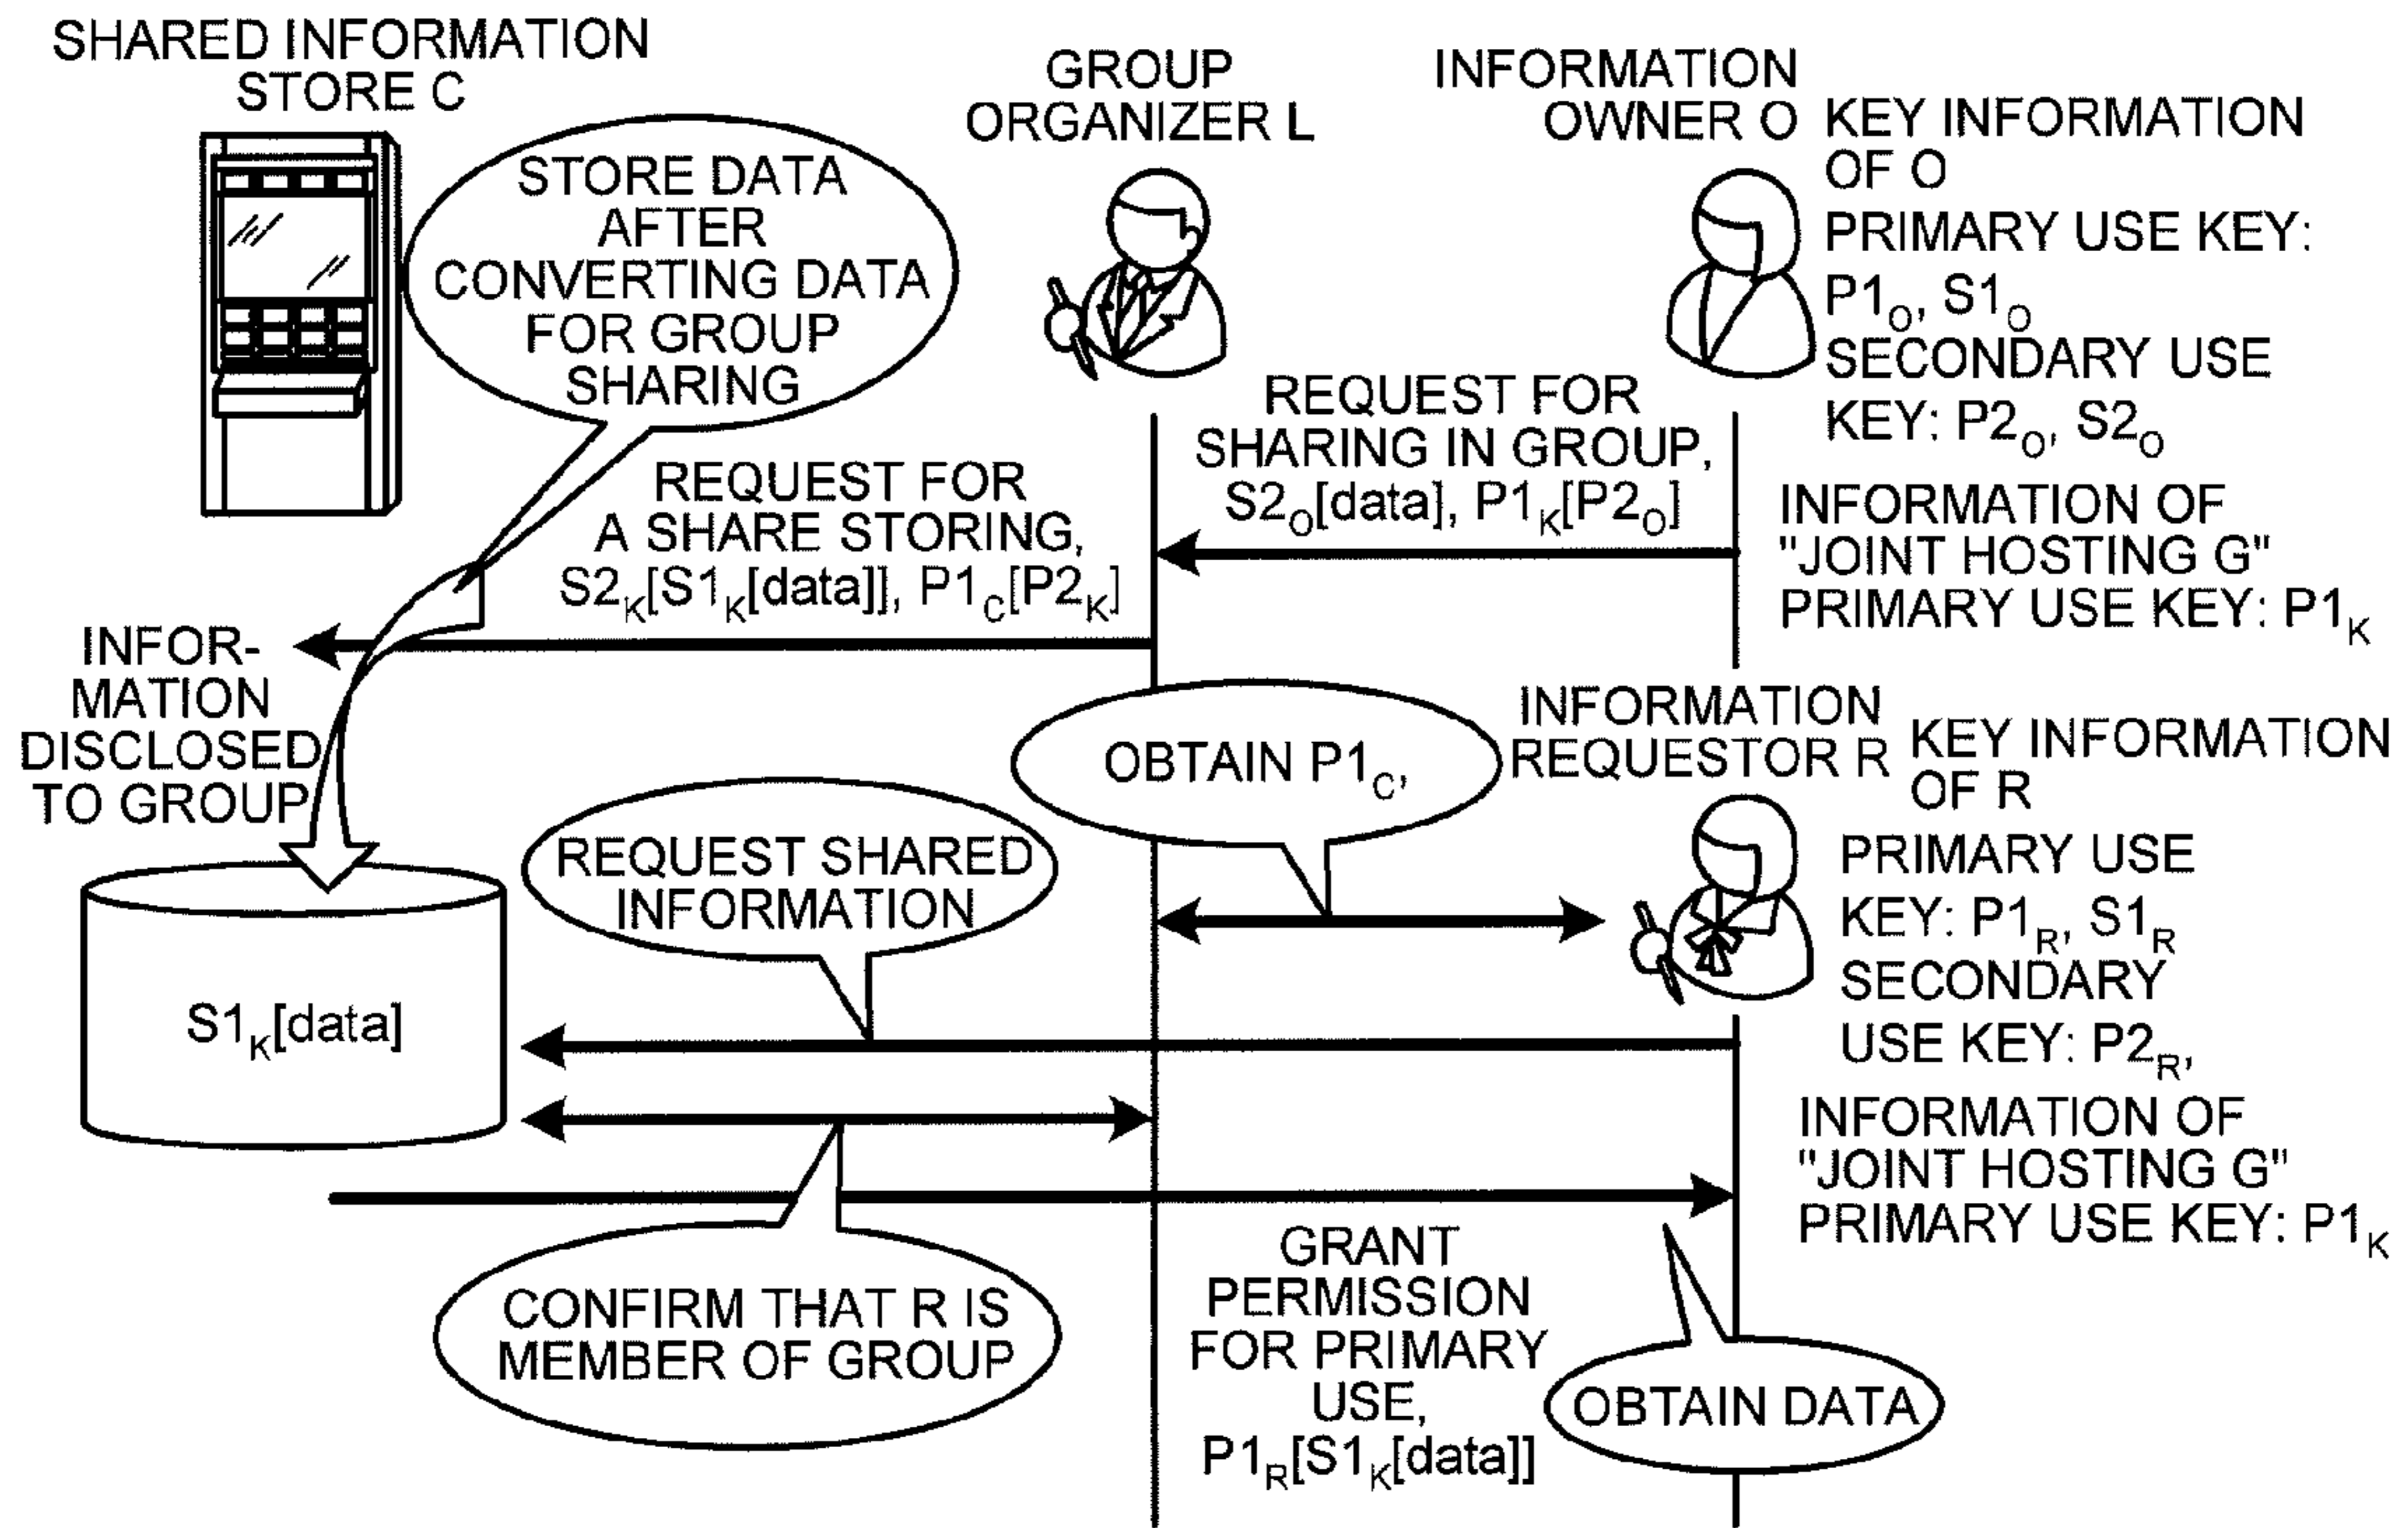 SHARED INFORMATION
STORE C
STORE DATA
AFTER
CONVERTING DATA
FOR GROUP
SHARING
GROUP
ORGANIZER L
INFORMATION
OWNER O
KEY INFORMATION
OF O
PRIMARY USE KEY:
P1O, S1O
SECONDARY USE
KEY: P2O, S2O
INFORMATION OF
"JOINT HOSTING G"
PRIMARY USE KEY: P1K
REQUEST FOR
SHARING IN GROUP,
S2O[data], P1K[P2O]
REQUEST FOR
A SHARE STORING,
S2K[S1K[data]], P1C[P2K]
INFOR-
MATION
DISCLOSED
TO GROUP
OBTAIN P1C,
INFORMATION
REQUESTOR R
KEY INFORMATION
OF R
PRIMARY USE
KEY: P1R, S1R
SECONDARY
USE KEY: P2R,
INFORMATION OF
"JOINT HOSTING G"
PRIMARY USE KEY: P1K
REQUEST SHARED
INFORMATION
S1K[data]
CONFIRM THAT R IS
MEMBER OF GROUP
GRANT
PERMISSION
FOR PRIMARY
USE,
P1R[S1K[data]]
OBTAIN DATA